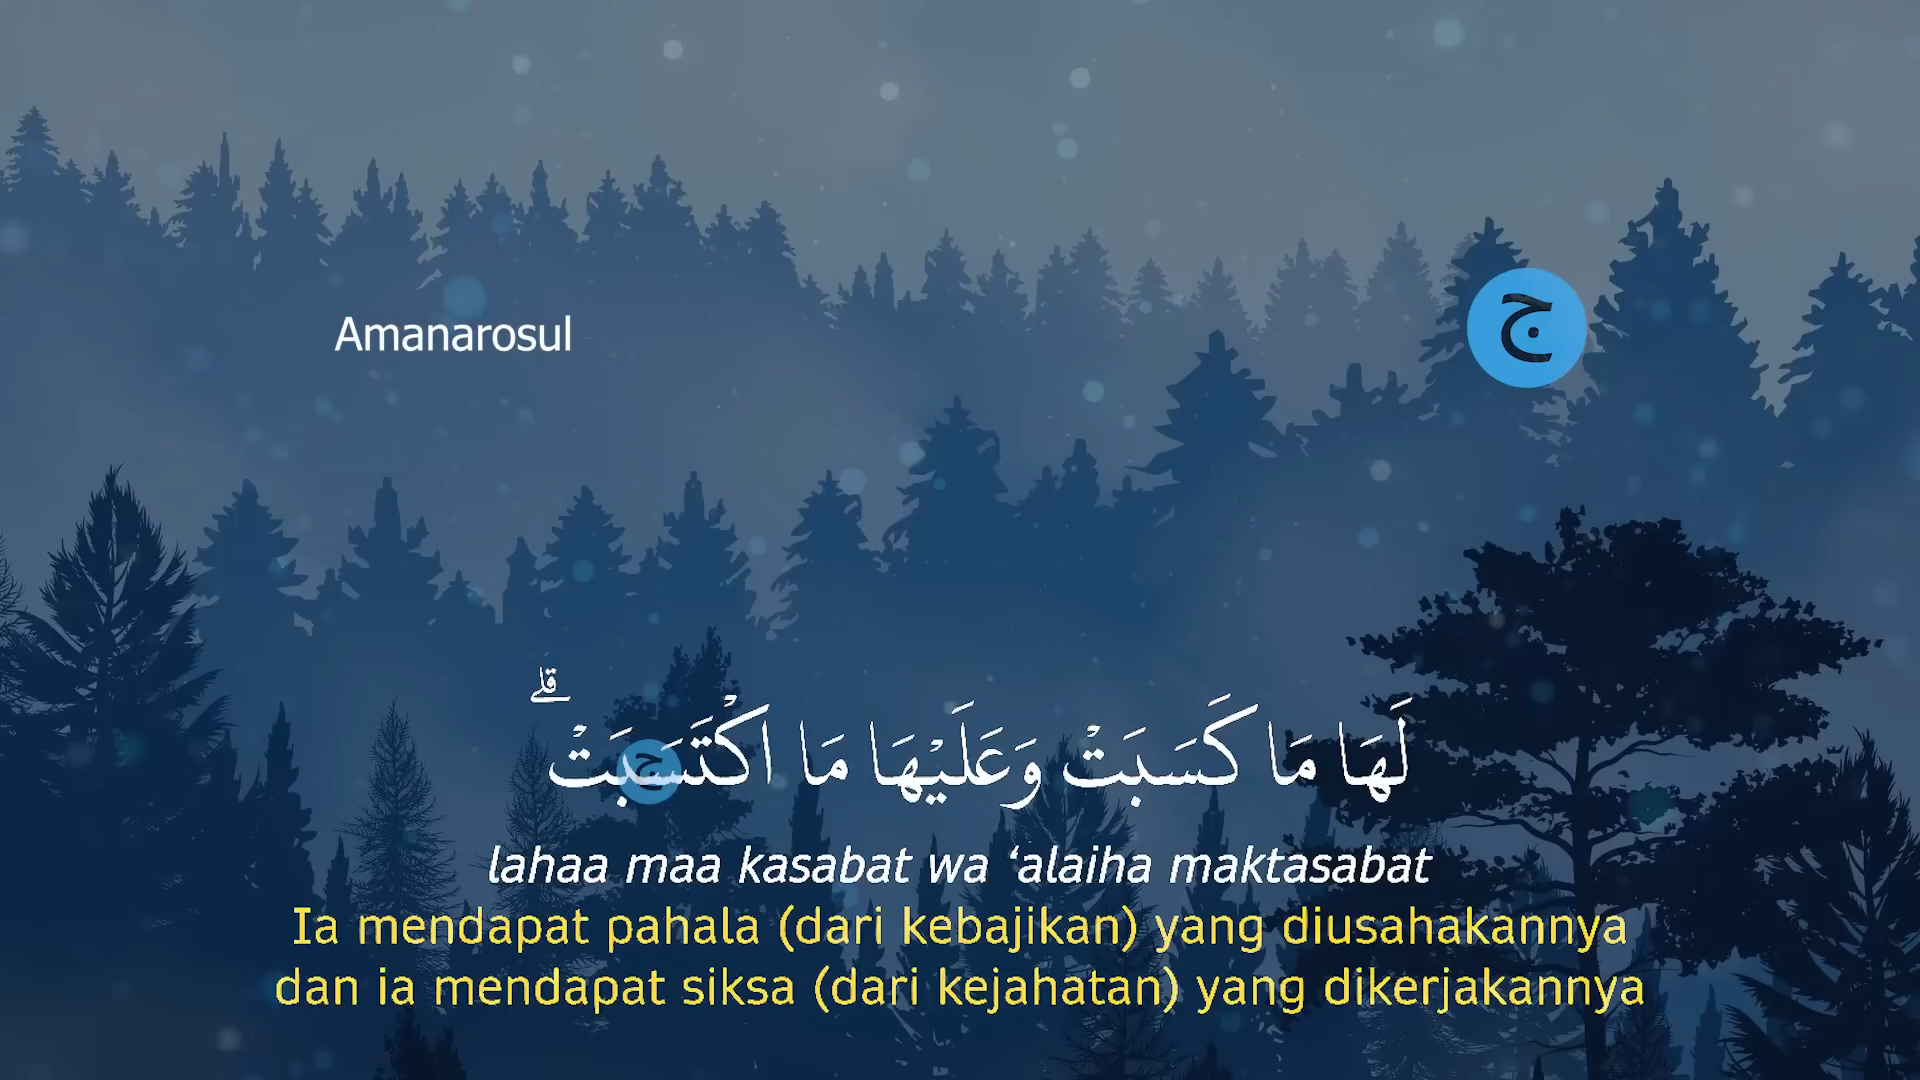 Amanarosul
ج
لَهَا مَا كَسَبَتْ وَعَلَيْهَا مَا اكْتَسَبَتْ ۗ
ج
lahaa maa kasabat wa ‘alaiha maktasabat
Ia mendapat pahala (dari kebajikan) yang diusahakannya
dan ia mendapat siksa (dari kejahatan) yang dikerjakannya